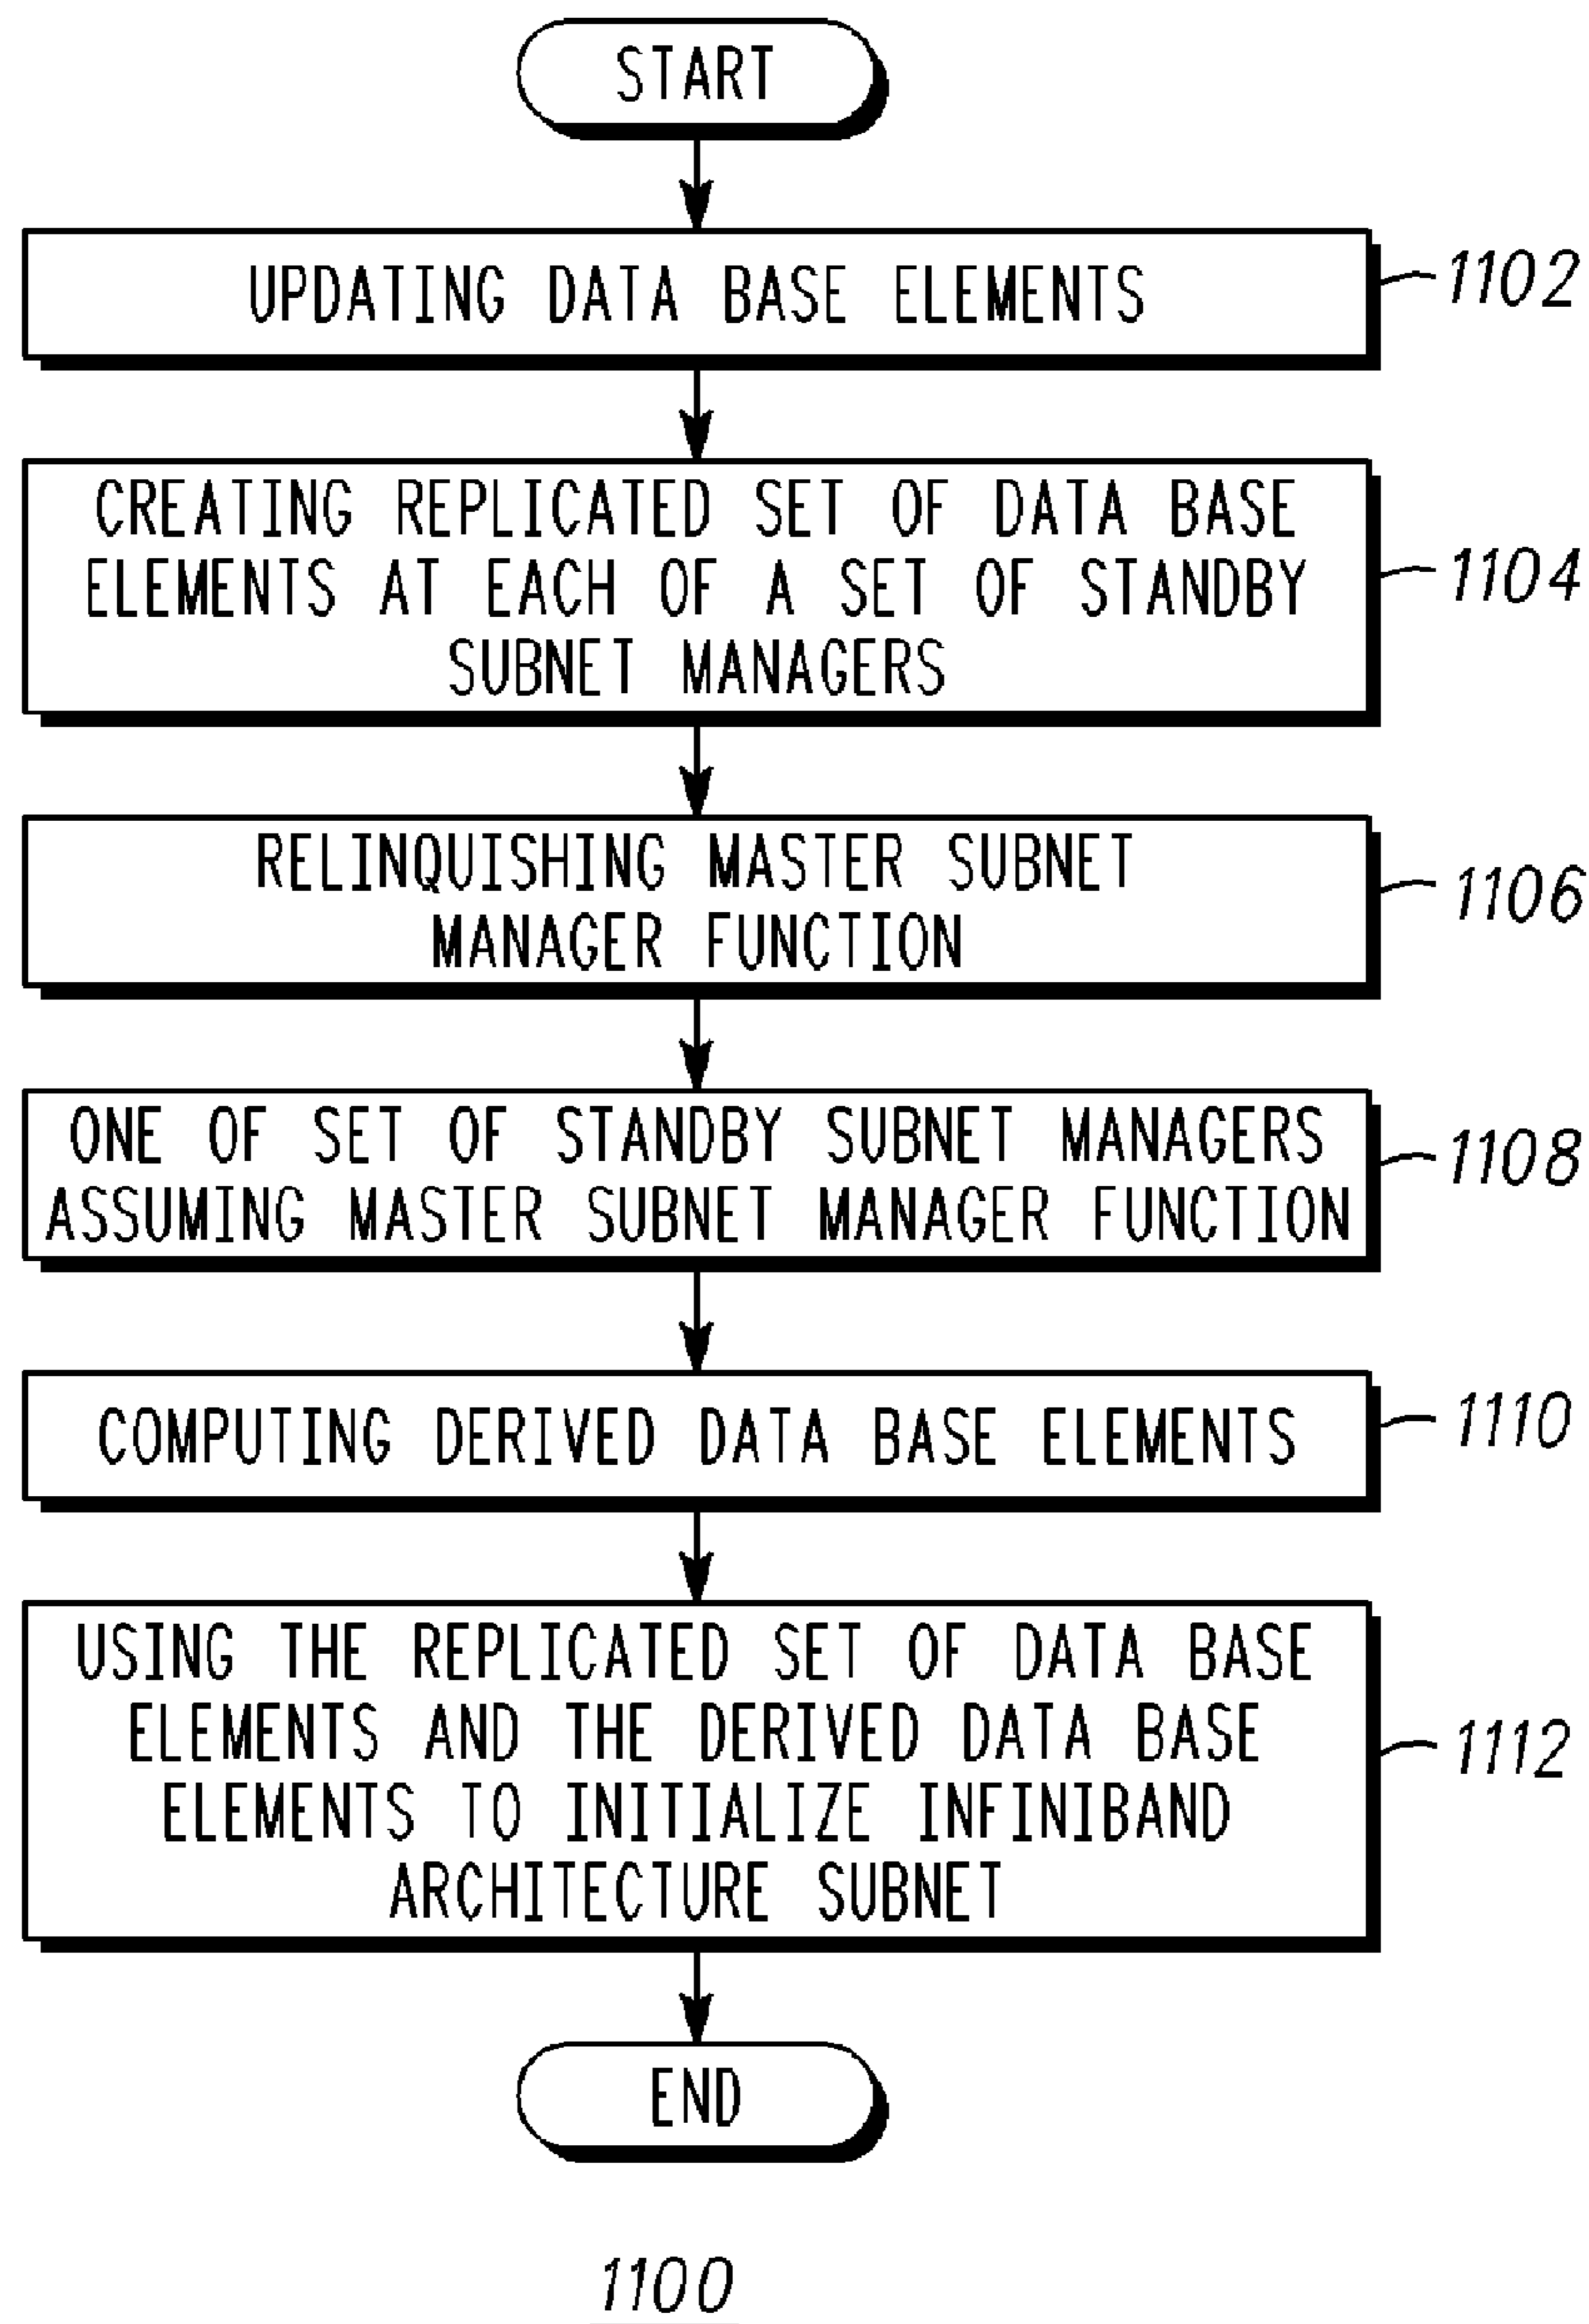 START
UPDATING DATA BASE ELEMENTS
1102
CREATING REPLICATED SET OF DATA BASE
ELEMENTS AT EACH OF A SET OF STANDBY
SUBNET MANAGERS
1104
RELINQUISHING MASTER SUBNET
MANAGER FUNCTION
1106
ONE OF SET OF STANDBY SUBNET MANAGERS
ASSUMING MASTER SUBNET MANAGER FUNCTION
1108
COMPUTING DERIVED DATA BASE ELEMENTS
1110
USING THE REPLICATED SET OF DATA BASE
ELEMENTS AND THE DERIVED DATA BASE
ELEMENTS TO INITIALIZE INFINIBAND
ARCHITECTURE SUBNET
1112
END
1100